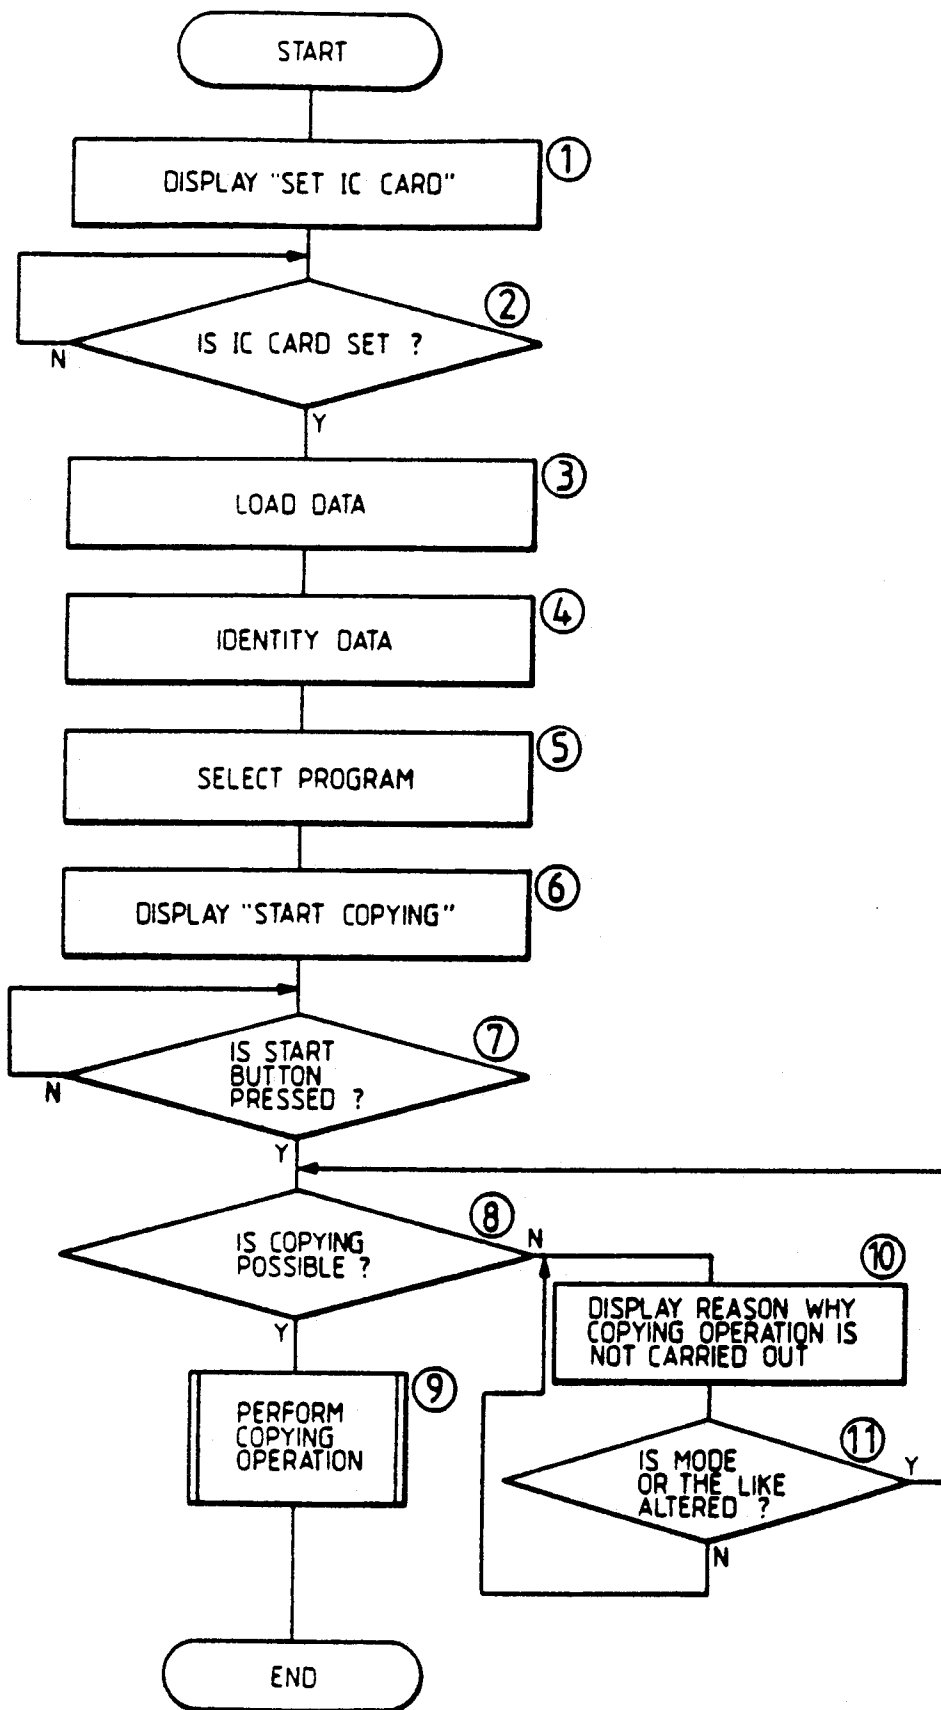 START
1
DISPLAY "SET IC CARD"
2
IS IC CARD SET ?
N
Y
3
LOAD DATA
4
IDENTITY DATA
5
SELECT PROGRAM
6
DISPLAY "START COPYING"
7
IS START
BUTTON
PRESSED ?
N
Y
8
IS COPYING
POSSIBLE ?
N
Y
9
PERFORM
COPYING
OPERATION
10
DISPLAY REASON WHY
COPYING OPERATION IS
NOT CARRIED OUT
11
IS MODE
OR THE LIKE
ALTERED ?
Y
N
END